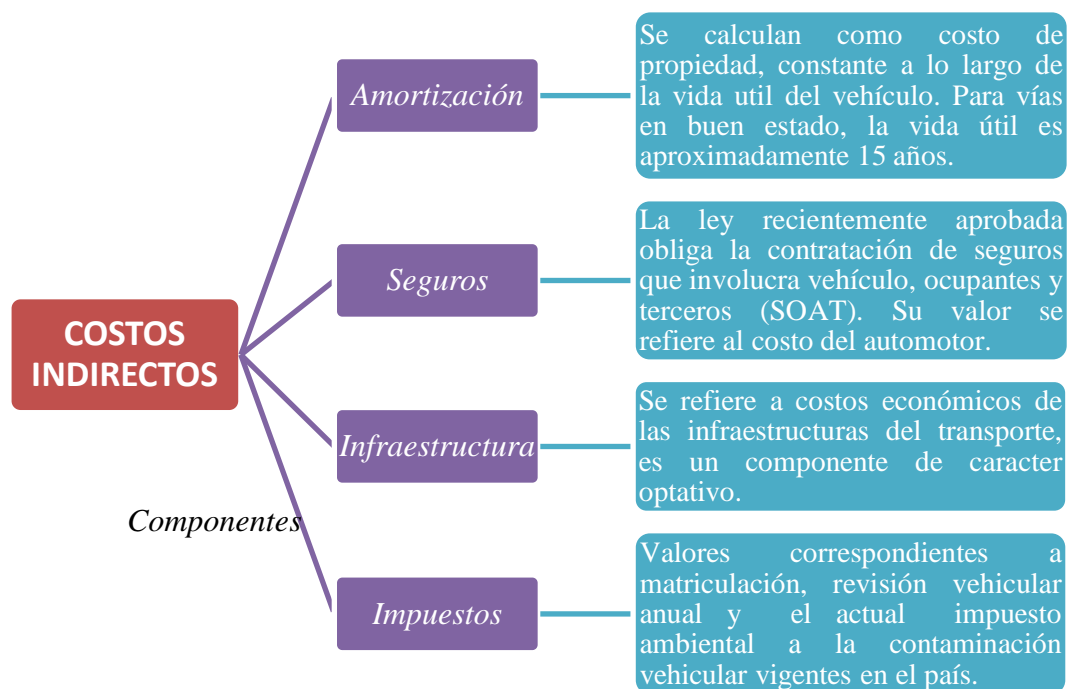 COSTOS
INDIRECTOS
Componentes
Amortización
Se calculan como costo de
propiedad, constante a lo largo de
la vida util del vehículo. Para vías
en buen estado, la vida útil es
aproximadamente 15 años.
Seguros
La ley recientemente aprobada
obliga la contratación de seguros
que involucra vehículo, ocupantes y
terceros (SOAT). Su valor se
refiere al costo del automotor.
Infraestructura
Se refiere a costos económicos de
las infraestructuras del transporte,
es un componente de caracter
optativo.
Impuestos
Valores correspondientes a
matriculación, revisión vehicular
anual y el actual impuesto
ambiental a la contaminación
vehicular vigentes en el país.